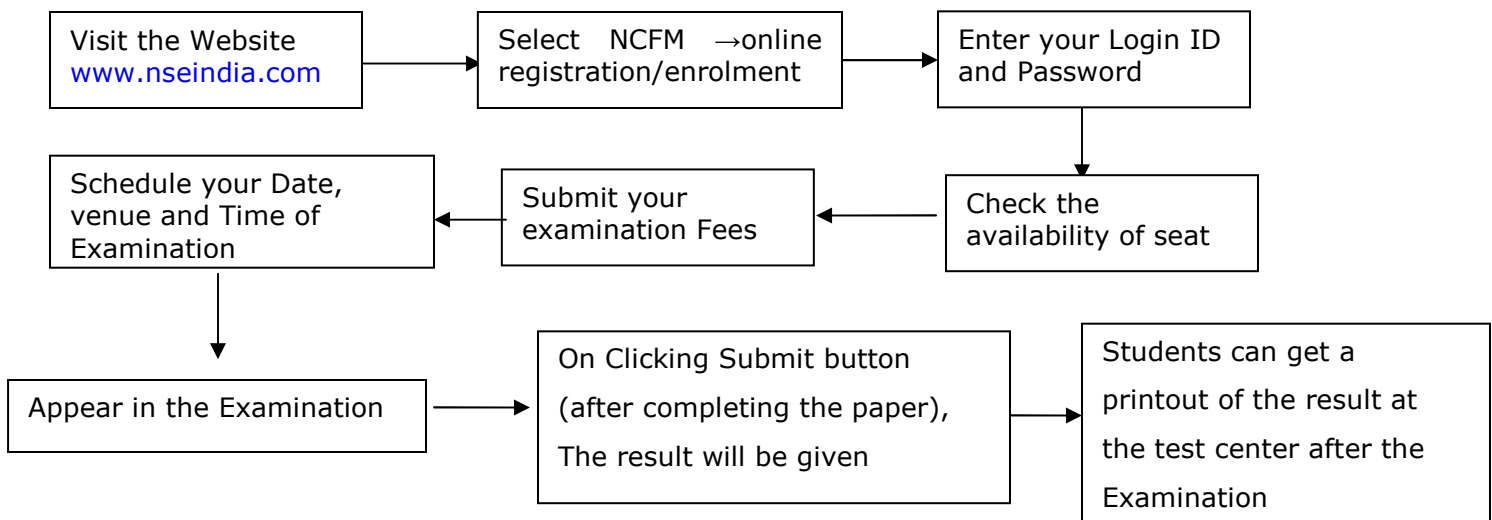 Visit the Website
www.nseindia.com
Select NCFM →online
registration/enrolment
Enter your Login ID
and Password
Check the
availability of seat
Submit your
examination Fees
Schedule your Date,
venue and Time of
Examination
Appear in the Examination
On Clicking Submit button
(after completing the paper),
The result will be given
Students can get a
printout of the result at
the test center after the
Examination